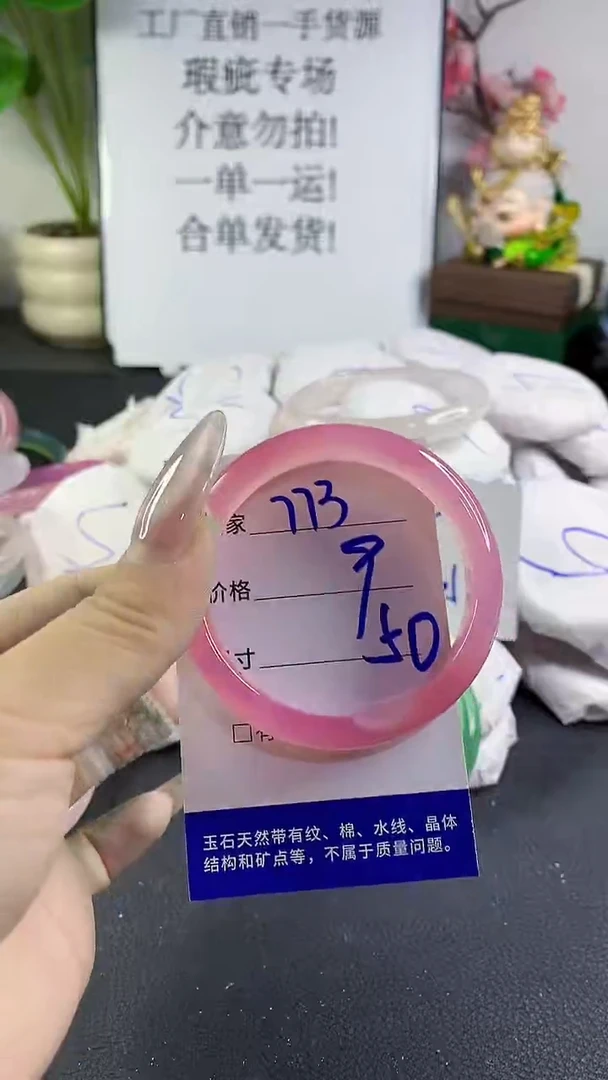 工厂直销一手货源
瑕疵专场
介意勿拍!
一单一运!
合单发货!
家 773
价格 9
寸 50
玉石天然带有纹、棉、水线、晶体
结构和矿点等，不属于质量问题。